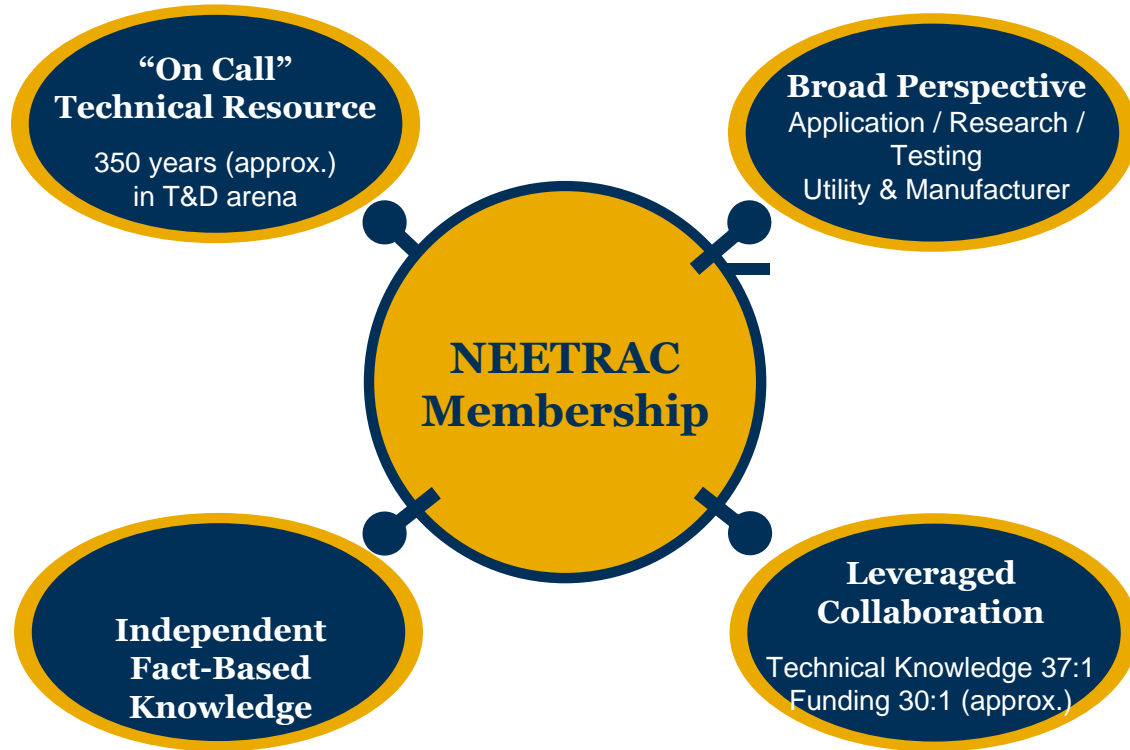 “On Call”
Technical Resource
350 years (approx.)
in T&D arena
Broad Perspective
Application / Research /
Testing
Utility & Manufacturer
NEETRAC
Membership
Independent
Fact-Based
Knowledge
Leveraged
Collaboration
Technical Knowledge 37:1
Funding 30:1 (approx.)